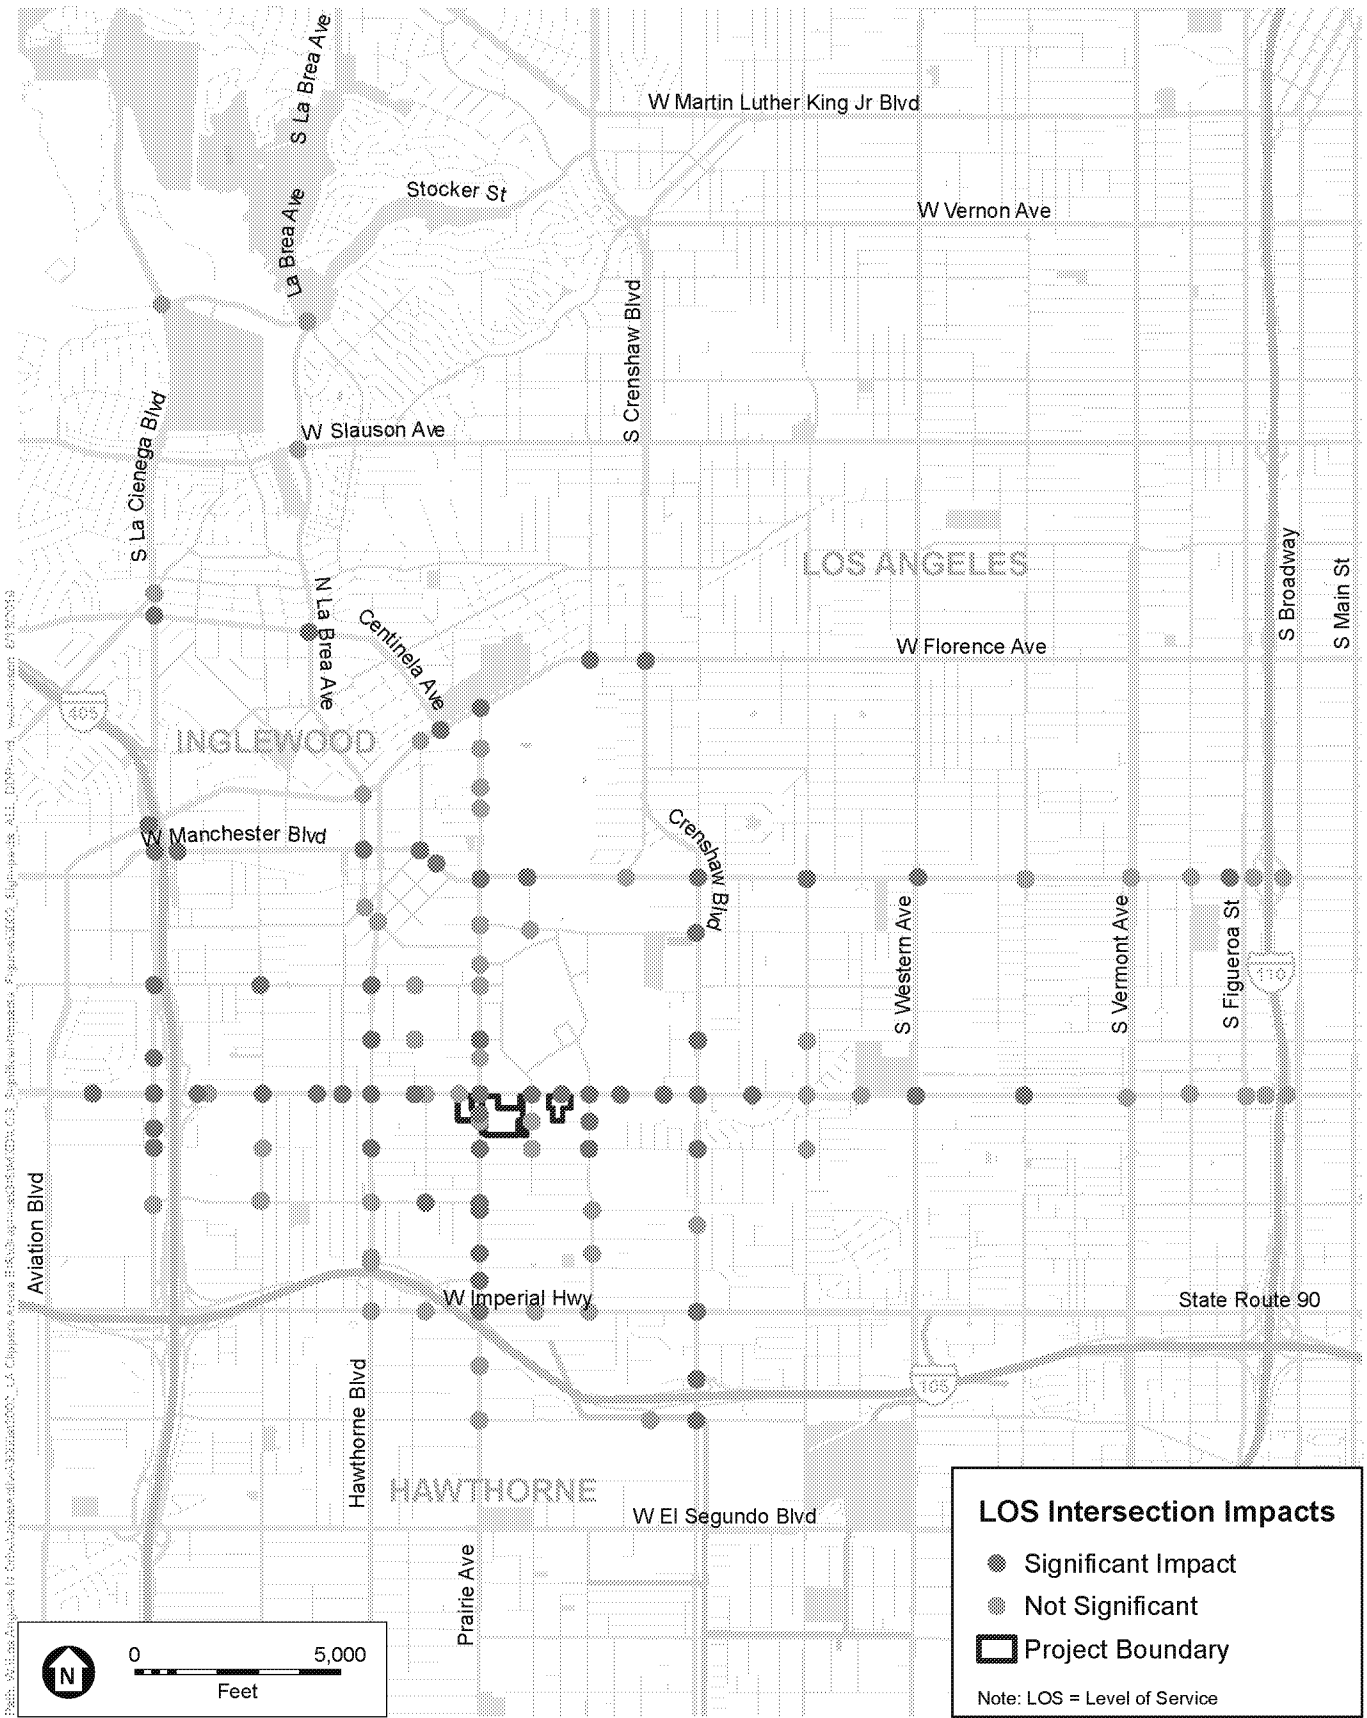 S La Brea Ave
W Martin Luther King Jr Blvd
Stocker St
La Brea Ave
W Vernon Ave
S Crenshaw Blvd
S La Cienega Blvd
W Slauson Ave
LOS ANGELES
S Broadway
S Main St
N La Brea Ave
Centinela Ave
W Florence Ave
405
INGLEWOOD
W Manchester Blvd
Crenshaw Blvd
S Western Ave
S Vermont Ave
S Figueroa St
110
Aviation Blvd
W Imperial Hwy
State Route 90
105
Hawthorne Blvd
HAWTHORNE
W El Segundo Blvd
Prairie Ave
LOS Intersection Impacts
Significant Impact
Not Significant
Project Boundary
Note: LOS = Level of Service
N
0 5,000
Feet